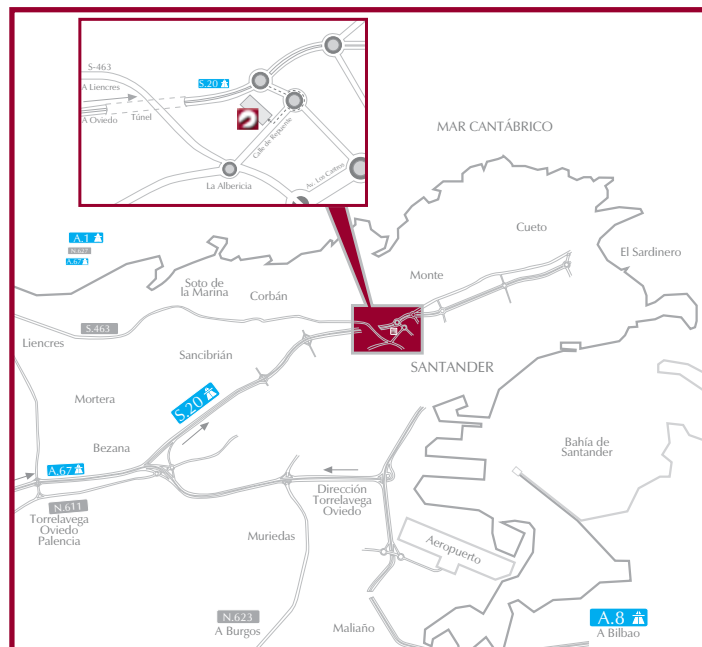 S-463
A Liencres
S.20
A Oviedo
Túnel
Calle de Repuente
La Albericia
Av. Los Castros
MAR CANTÁBRICO
A.1
N.627
A.67
Cueto
El Sardinero
Monte
Soto de
la Marina
Corbán
S.463
Liencres
Sancibrián
SANTANDER
Mortera
S.20
Bezana
Bahía de
Santander
A.67
N.611
Torrelavega
Oviedo
Palencia
Dirección
Torrelavega
Oviedo
Muriedas
Aeropuerto
N.623
A Burgos
Maliaño
A.8
A Bilbao